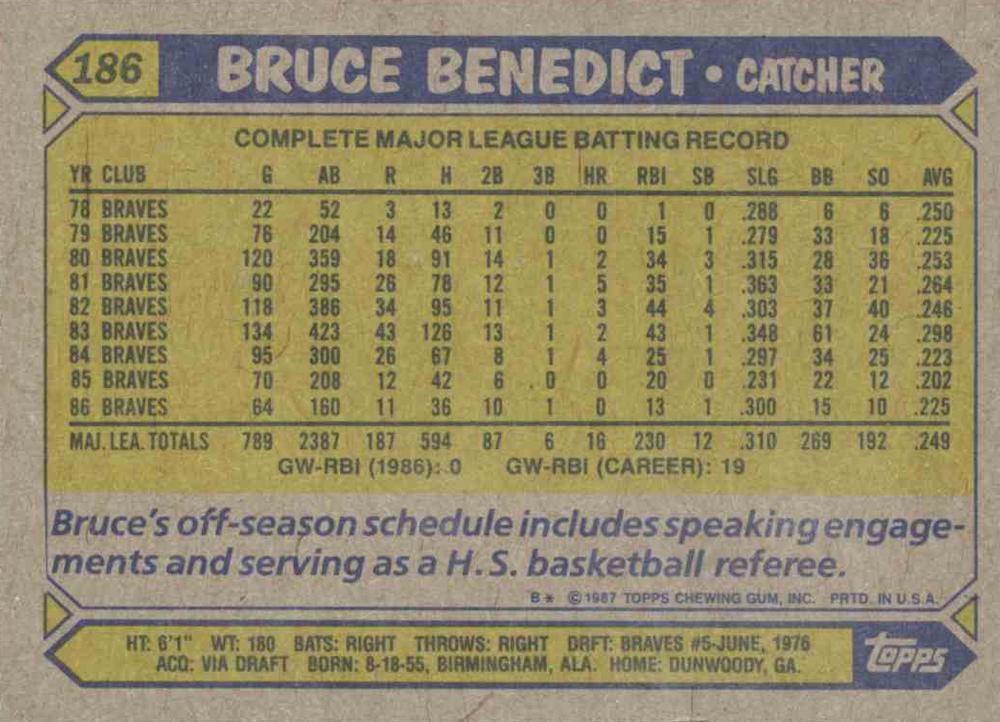 186 BRUCE BENEDICT • CATCHER
COMPLETE MAJOR LEAGUE BATTING RECORD
YR CLUB G AB R H 2B 3B HR RBI SB SLG BB SO AVG
78 BRAVES 22 52 3 13 2 0 0 1 0 .288 6 6 .250
79 BRAVES 76 204 14 46 11 0 0 15 1 .279 33 18 .225
80 BRAVES 120 359 18 91 14 1 2 34 3 .315 28 36 .253
81 BRAVES 90 295 26 78 12 1 5 35 1 .363 33 21 .264
82 BRAVES 118 386 34 95 11 1 3 44 4 .303 37 40 .246
83 BRAVES 134 423 43 126 13 1 2 43 1 .348 61 24 .298
84 BRAVES 95 300 26 67 8 1 4 25 1 .297 34 25 .223
85 BRAVES 70 208 12 42 6 0 0 20 0 .231 22 12 .202
86 BRAVES 64 160 11 36 10 1 0 13 1 .300 15 10 .225
MAJ. LEA. TOTALS 789 2387 187 594 87 6 16 230 12 .310 269 192 .249
GW-RBI (1986): 0 GW-RBI (CAREER): 19
Bruce's off-season schedule includes speaking engage-
ments and serving as a H.S. basketball referee.
B* ©1987 TOPPS CHEWING GUM, INC. PRTD. IN U.S.A.
HT: 6'1" WT: 180 BATS: RIGHT THROWS: RIGHT DRFT: BRAVES #5-JUNE, 1976
ACQ: VIA DRAFT BORN: 8-18-55, BIRMINGHAM, ALA. HOME: DUNWOODY, GA.
topps